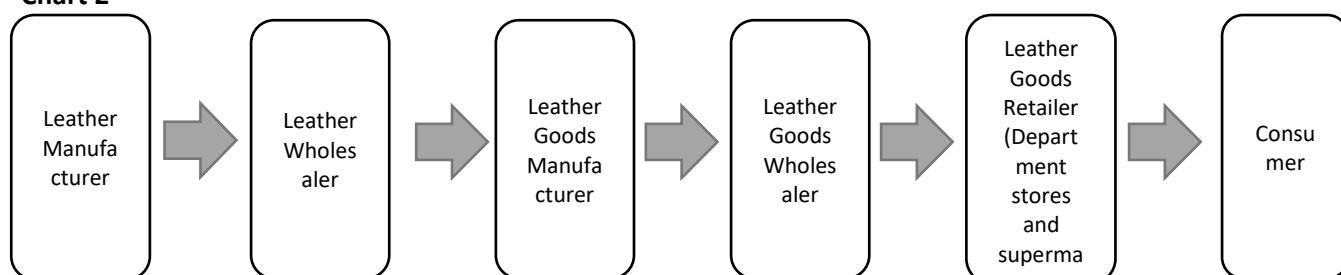 Chart 2
Leather
Manufa
cturer
Leather
Wholes
aler
Leather
Goods
Manufa
cturer
Leather
Goods
Wholes
aler
Leather
Goods
Retailer
(Depart
ment
stores
and
superma
Consu
mer